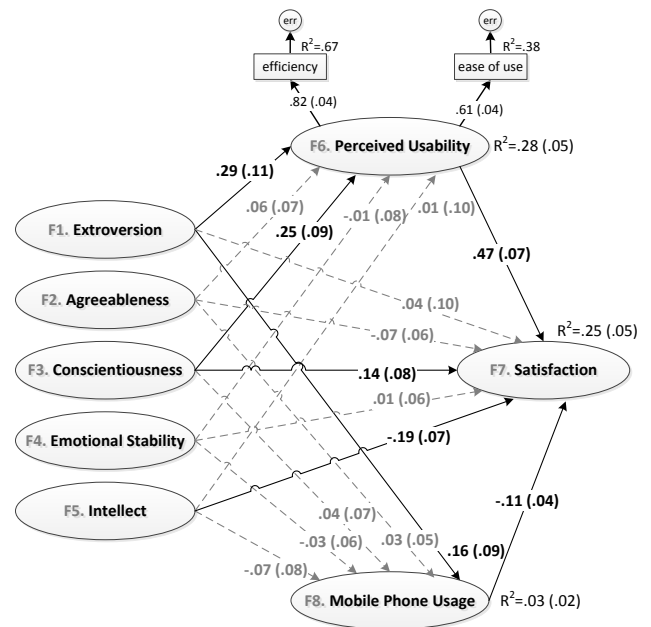 err
err
R²=.67
R²=.38
efficiency
ease of use
.82 (.04)
.61 (.04)
F6. Perceived Usability
R²=.28 (.05)
.29 (.11)
.06 (.07)
-.01 (.08)
.01 (.10)
.25 (.09)
F1. Extroversion
.47 (.07)
F2. Agreeableness
.04 (.10)
-.07 (.06)
R²=.25 (.05)
F3. Conscientiousness
.14 (.08)
F7. Satisfaction
.01 (.06)
F4. Emotional Stability
-.19 (.07)
F5. Intellect
-.11 (.04)
.04 (.07)
.03 (.05)
-.03 (.06)
.16 (.09)
-.07 (.08)
F8. Mobile Phone Usage
R²=.03 (.02)